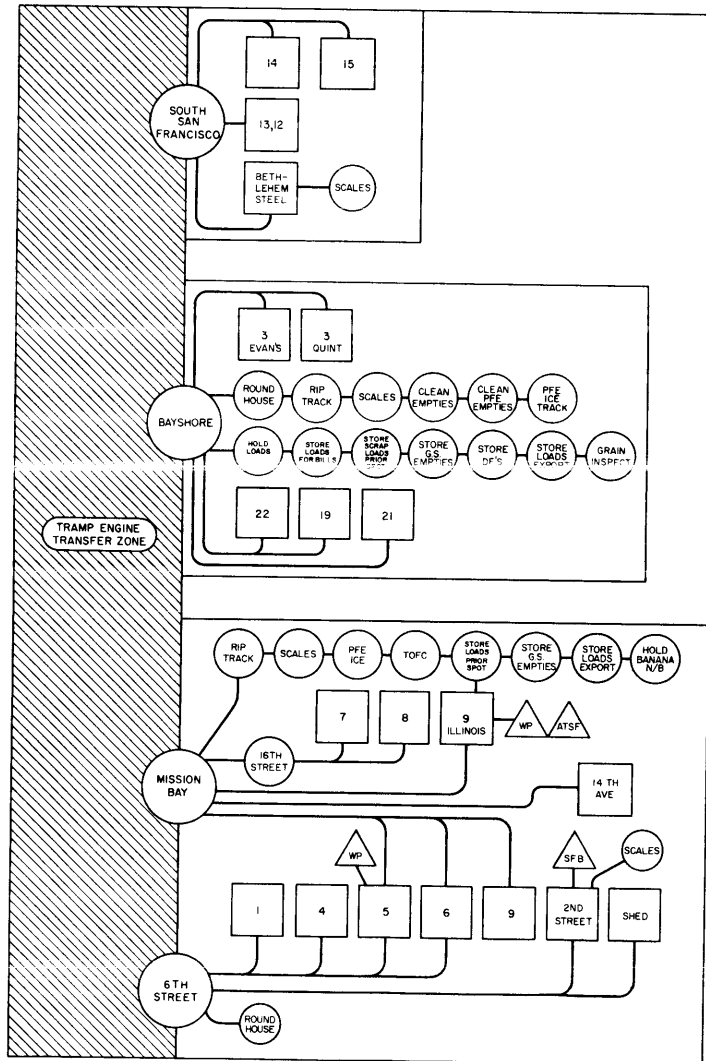 14
15
SOUTH
SAN
FRANCISCO
13,12
BETH-
LEHEM
STEEL
SCALES
3
EVAN'S
3
QUINT
BAYSHORE
ROUND
HOUSE
RIP
TRACK
SCALES
CLEAN
EMPTIES
CLEAN
PFE
EMPTIES
PFE
ICE
TRACK
HOLD
LOADS
STORE
LOADS
FOR BILLS
STORE
SCRAP
LOADS
PRIOR
SPOT
STORE
G.S.
EMPTIES
STORE
DF'S
STORE
LOADS
EXPORT
GRAIN
INSPECT
22
19
21
TRAMP ENGINE
TRANSFER ZONE
RIP
TRACK
SCALES
PFE
ICE
TOFC
STORE
LOADS
PRIOR
SPOT
STORE
G.S.
EMPTIES
STORE
LOADS
EXPORT
HOLD
BANANA
N/B
7
8
9
ILLINOIS
WP
ATSF
16TH
STREET
MISSION
BAY
14 TH
AVE
WP
SFB
SCALES
1
4
5
6
9
2ND
STREET
SHED
6TH
STREET
ROUND
HOUSE